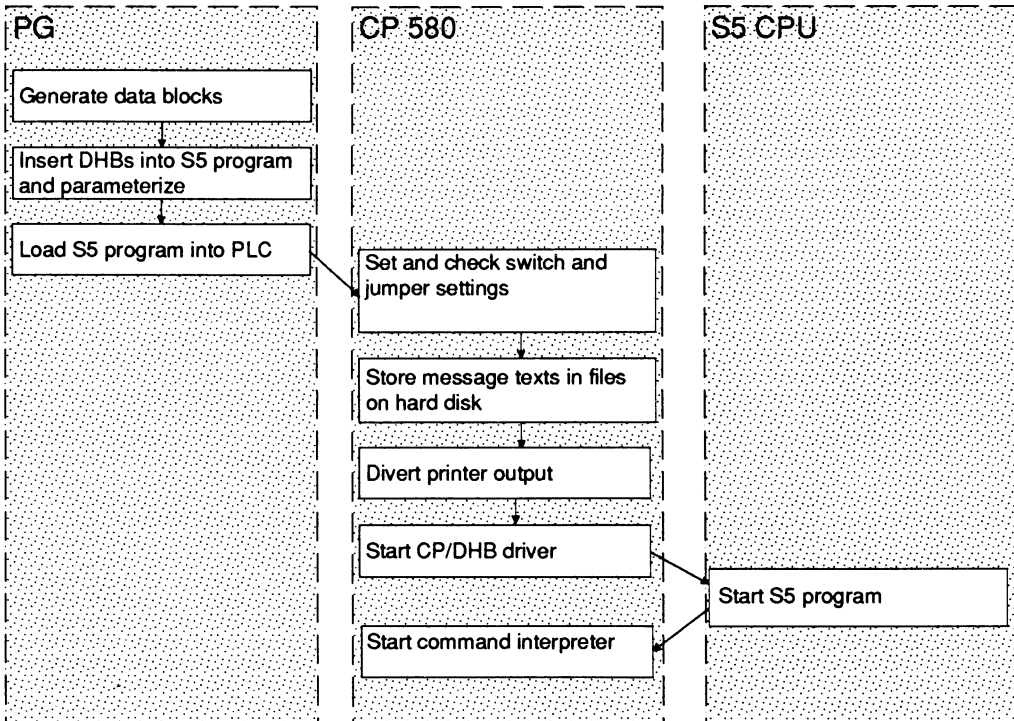 PG
Generate data blocks
Insert DHBs into S5 program
and parameterize
Load S5 program into PLC
CP 580
Set and check switch and
jumper settings
Store message texts in files
on hard disk
Divert printer output
Start CP/DHB driver
Start command interpreter
S5 CPU
Start S5 program